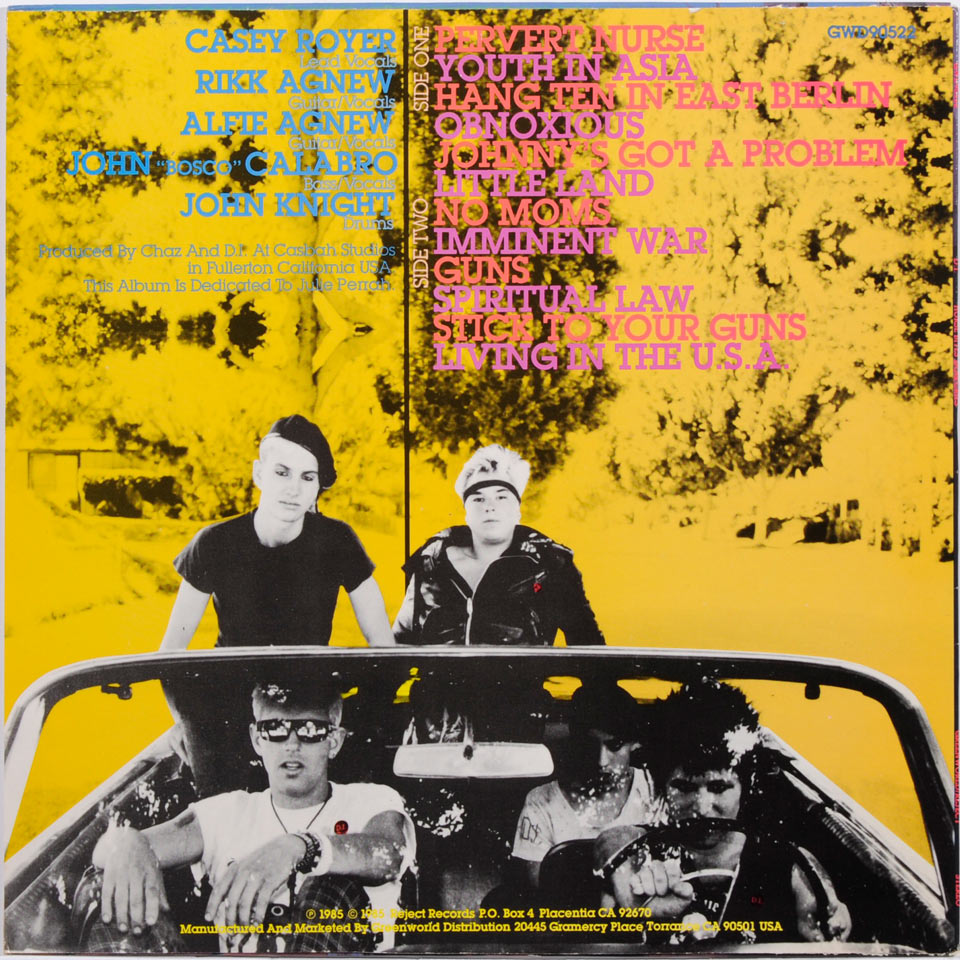 CASEY ROYER
Lead Vocals
RIKK AGNEW
Guitar/Vocals
ALFIE AGNEW
Guitar/Vocals
JOHN "BOSCO" CALABRO
Bass/Vocals
JOHN KNIGHT
Drums
Produced By Chaz And D.I. At Casbah Studios
in Fullerton California USA.
This Album Is Dedicated To Julie Perrah.
SIDE ONE
PERVERT NURSE
YOUTH IN ASIA
HANG TEN IN EAST BERLIN
OBNOXIOUS
JOHNNY'S GOT A PROBLEM
LITTLE LAND
SIDE TWO
NO MOMS
IMMINENT WAR
GUNS
SPIRITUAL LAW
STICK TO YOUR GUNS
LIVING IN THE U.S.A.
GWD90522
D.I.
D.I.
℗ 1985 © 1985 Reject Records P.O. Box 4 Placentia CA 92670
Manufactured And Marketed By Greenworld Distribution 20445 Gramercy Place Torrance CA 90501 USA